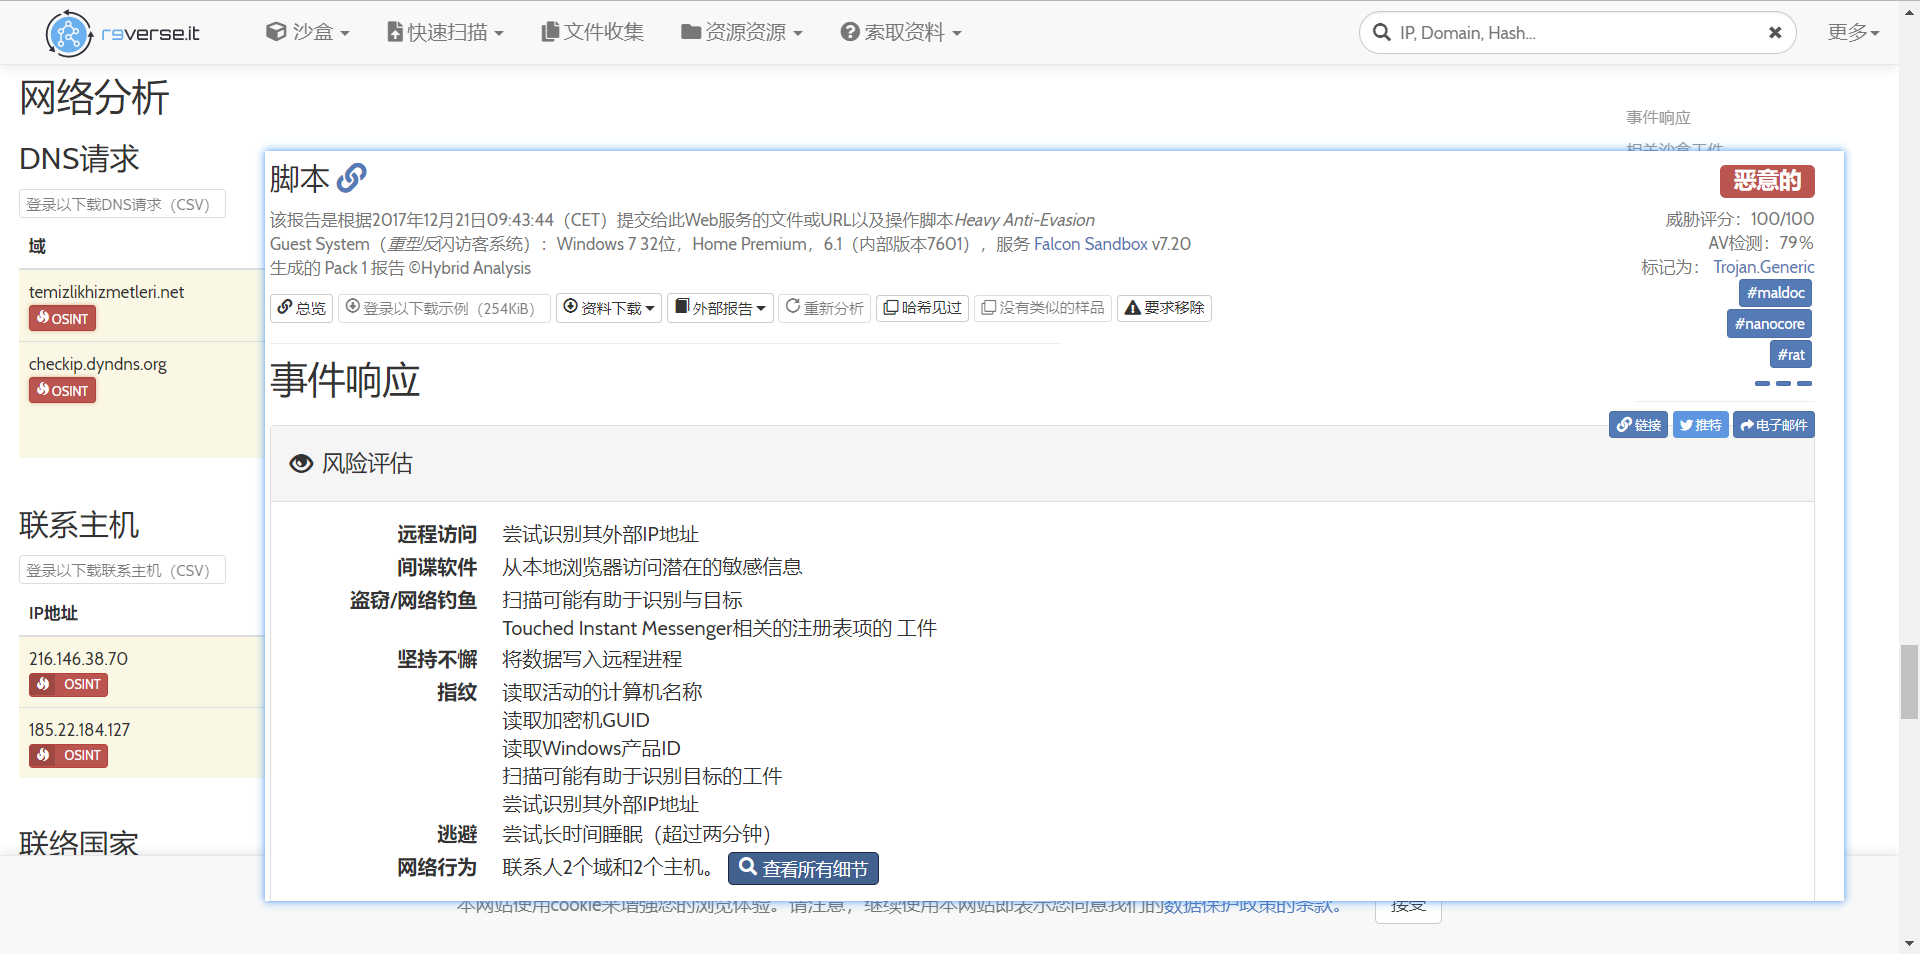 reverse.it
沙盒
快速扫描
文件收集
资源资源
索取资料
IP, Domain, Hash...
更多
网络分析
事件响应
相关沙盒工件
DNS请求
登录以下载DNS请求（CSV）
域
temizlikhizmetleri.net
OSINT
checkip.dyndns.org
OSINT
联系主机
登录以下载联系主机（CSV）
IP地址
216.146.38.70
OSINT
185.22.184.127
OSINT
联络国家
脚本
恶意的
该报告是根据2017年12月21日09:43:44（CET）提交给此Web服务的文件或URL以及操作脚本Heavy Anti-Evasion
Guest System（重型反闪访客系统）：Windows 7 32位，Home Premium，6.1（内部版本7601），服务 Falcon Sandbox v7.20
生成的 Pack 1 报告 ©Hybrid Analysis
威胁评分：100/100
AV检测：79%
标记为： Trojan.Generic
#maldoc
#nanocore
#rat
总览
登录以下载示例（254KiB）
资料下载
外部报告
重新分析
哈希见过
没有类似的样品
要求移除
事件响应
链接
推特
电子邮件
风险评估
远程访问 尝试识别其外部IP地址
间谍软件 从本地浏览器访问潜在的敏感信息
盗窃/网络钓鱼 扫描可能有助于识别与目标
Touched Instant Messenger相关的注册表项的 工件
坚持不懈 将数据写入远程进程
指纹 读取活动的计算机名称
读取加密机GUID
读取Windows产品ID
扫描可能有助于识别目标的工件
尝试识别其外部IP地址
逃避 尝试长时间睡眠（超过两分钟）
网络行为 联系人2个域和2个主机。 查看所有细节
本网站使用cookie来增强您的浏览体验。请注意，继续使用本网站即表示您同意我们的数据保护政策的条款。
接受